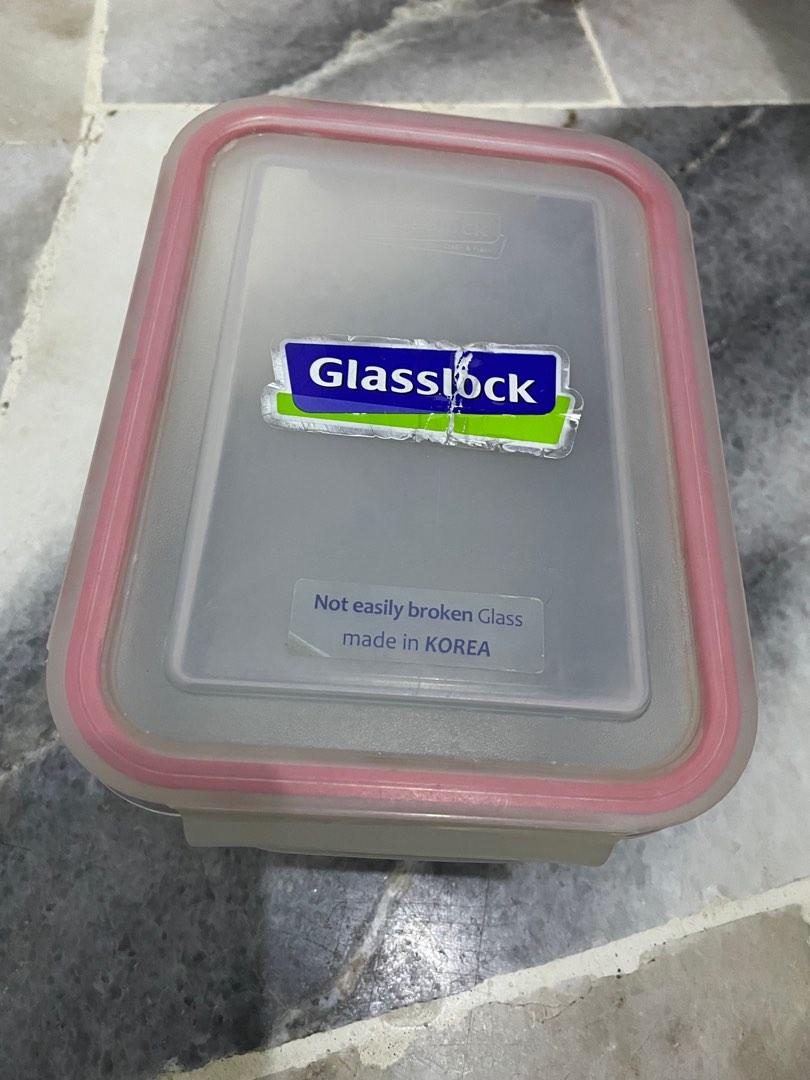 Glasslock
Not easily broken Glass
made in KOREA